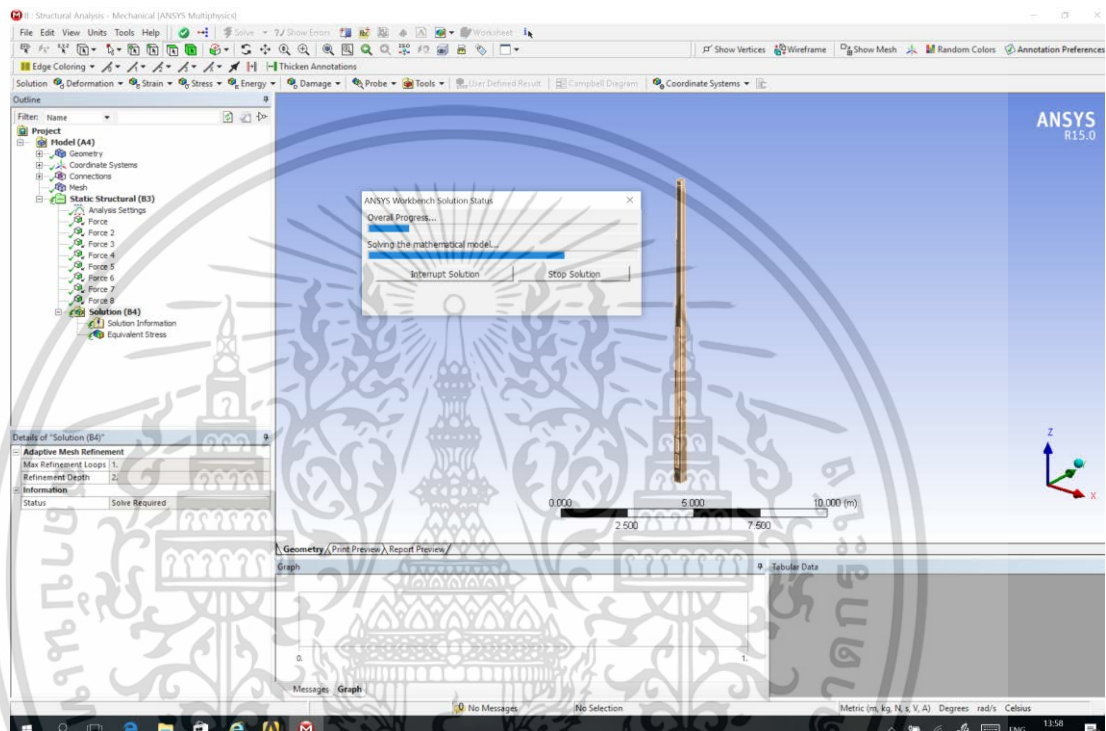 B : Structural Analysis - Mechanical [ANSYS Multiphysics]
File Edit View Units Tools Help Solve ?/ Show Errors Worksheet
Show Vertices Wireframe Show Mesh Random Colors Annotation Preferences
Edge Coloring Thicken Annotations
Solution Deformation Strain Stress Energy Damage Probe Tools User Defined Result Campbell Diagram Coordinate Systems
Outline
Filter: Name
Project
Model (A4)
Geometry
Coordinate Systems
Connections
Mesh
Static Structural (B3)
Analysis Settings
Force
Force 2
Force 3
Force 4
Force 5
Force 6
Force 7
Force 8
Solution (B4)
Solution Information
Equivalent Stress
Details of "Solution (B4)"
Adaptive Mesh Refinement
Max Refinement Loops 1.
Refinement Depth 2.
Information
Status Solve Required
ANSYS
R15.0
ANSYS Workbench Solution Status
Overall Progress...
Solving the mathematical model...
Interrupt Solution Stop Solution
0.000 5.000 10.000 (m)
2.500 7.500
Z
X
Geometry Print Preview Report Preview
Graph
0. 1.
Messages Graph
Tabular Data
No Messages No Selection Metric (m, kg, N, s, V, A) Degrees rad/s Celsius
ENG 13:58